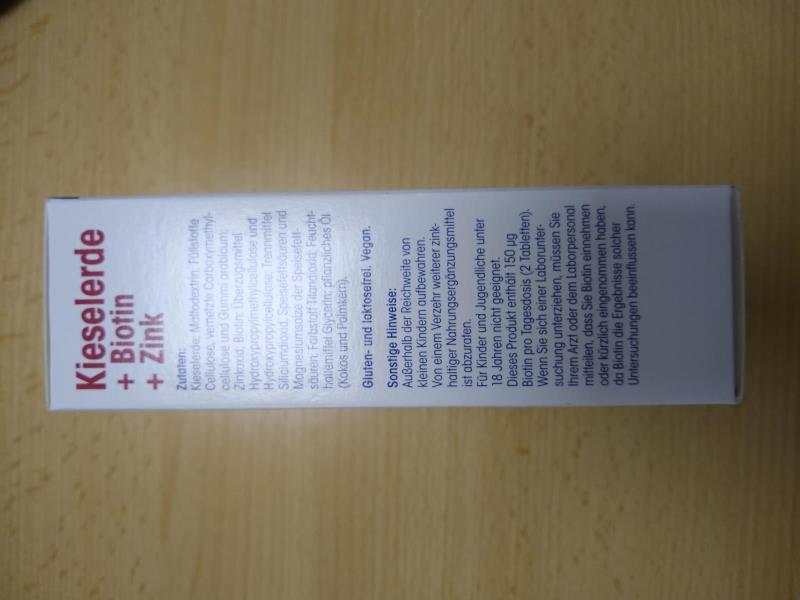 Kieselerde
+ Biotin
+ Zink
Zutaten:
Kieselerde; Maltodextrin; Füllstoffe
Cellulose, vernetzte Carboxymethyl-
cellulose und Gummi arabicum;
Zinkoxid; Biotin; Überzugsmittel
Hydroxypropylmethylcellulose und
Hydroxypropylcellulose; Trennmittel
Siliciumdioxid, Speisefettsäuren und
Magnesiumsalze der Speisefett-
säuren; Farbstoff Titandioxid; Feucht-
haltemittel Glycerin; pflanzliches Öl
(Kokos und Palmkern).
Gluten- und laktosefrei. Vegan.
Sonstige Hinweise:
Außerhalb der Reichweite von
kleinen Kindern aufbewahren.
Von einem Verzehr weiterer zink-
haltiger Nahrungsergänzungsmittel
ist abzuraten.
Für Kinder und Jugendliche unter
18 Jahren nicht geeignet.
Dieses Produkt enthält 150 µg
Biotin pro Tagesdosis (2 Tabletten).
Wenn Sie sich einer Laborunter-
suchung unterziehen, müssen Sie
Ihrem Arzt oder dem Laborpersonal
mitteilen, dass Sie Biotin einnehmen
oder kürzlich eingenommen haben,
da Biotin die Ergebnisse solcher
Untersuchungen beeinflussen kann.